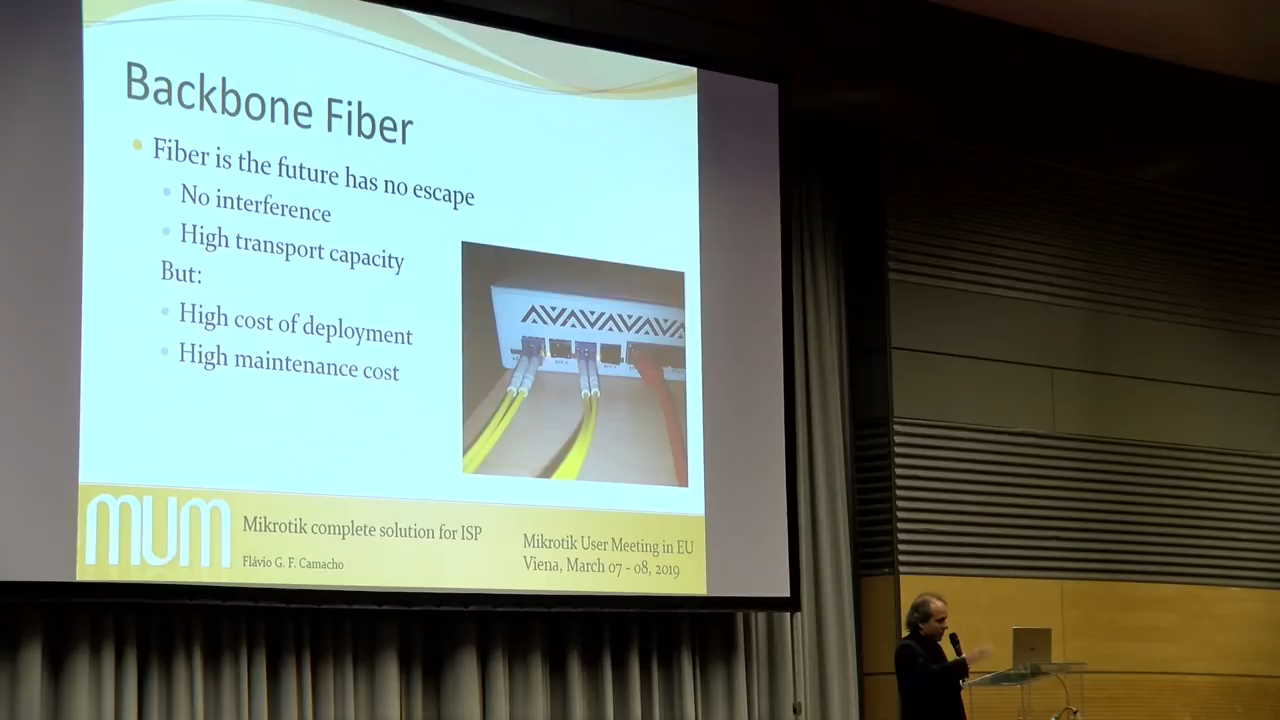 Backbone Fiber
Fiber is the future has no escape
No interference
High transport capacity
But:
High cost of deployment
High maintenance cost
mum
Mikrotik complete solution for ISP
Flávio G. F. Camacho
Mikrotik User Meeting in EU
Viena, March 07 - 08, 2019